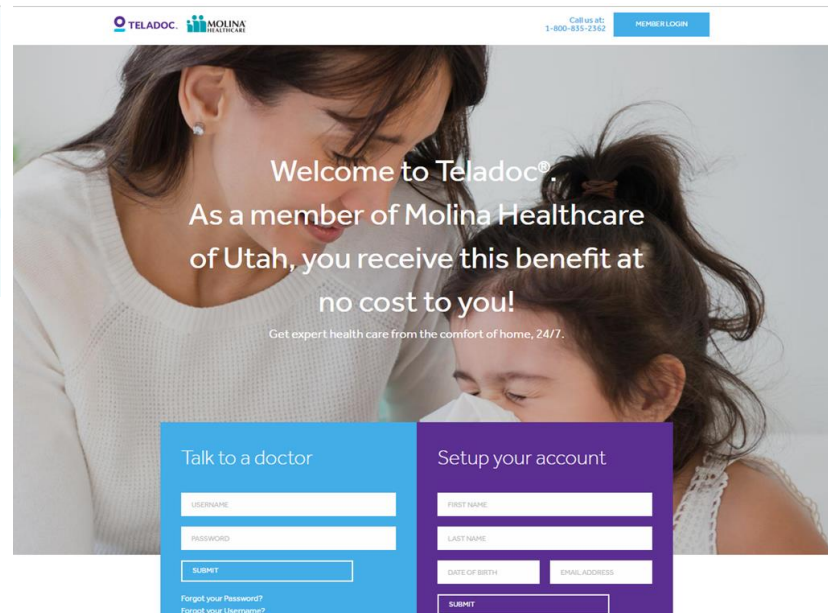 TELADOC.
MOLINA
HEALTHCARE
Call us at:
1-800-835-2362
MEMBER LOGIN
Welcome to Teladoc®.
As a member of Molina Healthcare
of Utah, you receive this benefit at
no cost to you!
Get expert health care from the comfort of home, 24/7.
Talk to a doctor
USERNAME
PASSWORD
SUBMIT
Forgot your Password?
Forgot your Username?
Setup your account
FIRST NAME
LAST NAME
DATE OF BIRTH
EMAIL ADDRESS
SUBMIT